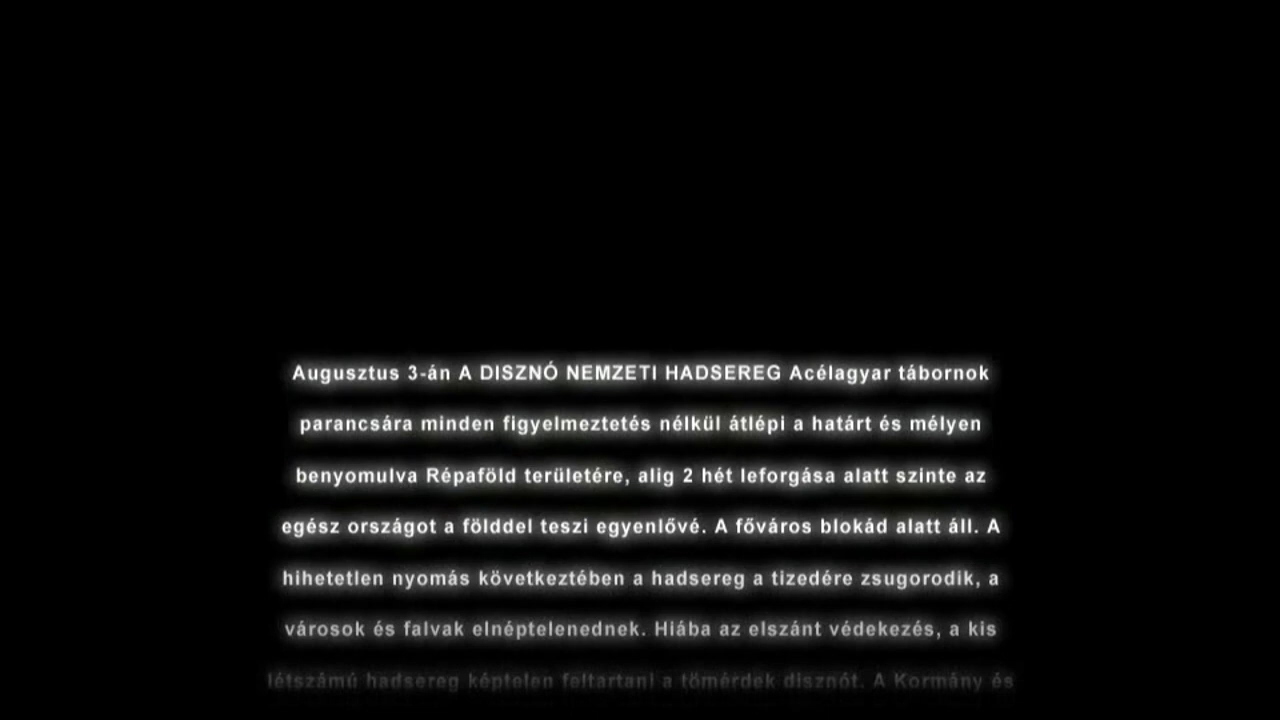 Augusztus 3-án A DISZNÓ NEMZETI HADSEREG Acélagyar tábornok
parancsára minden figyelmeztetés nélkül átlépi a határt és mélyen
benyomulva Répaföld területére, alig 2 hét leforgása alatt szinte az
egész országot a földdel teszi egyenlővé. A főváros blokád alatt áll. A
hihetetlen nyomás következtében a hadsereg a tizedére zsugorodik, a
városok és falvak elnéptelenednek. Hiába az elszánt védekezés, a kis
létszámú hadsereg képtelen feltartani a tömérdek disznót. A Kormány és